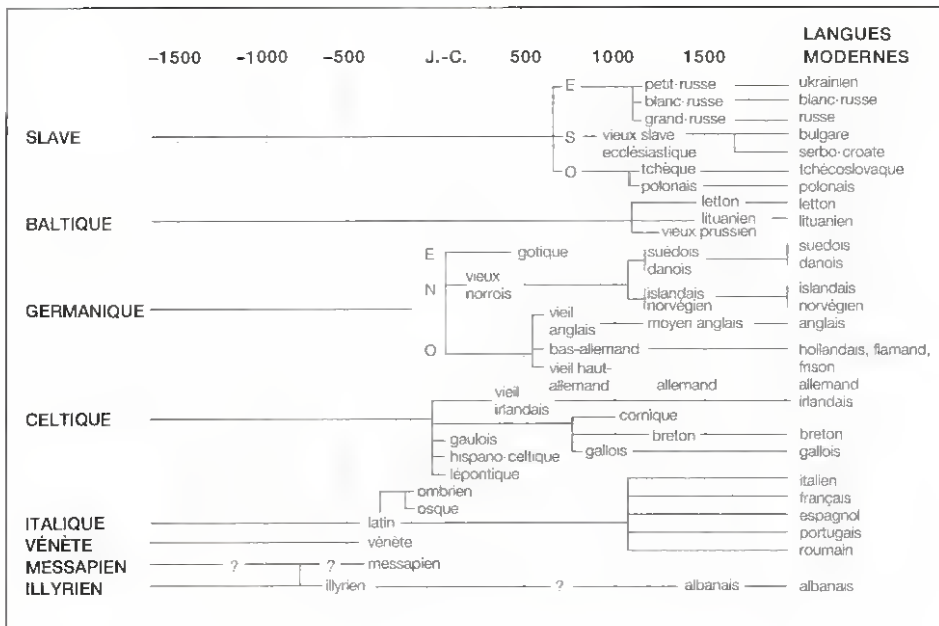 LANGUES
-1500 -1000 -500 J.-C. 500 1000 1500 MODERNES
E petit-russe ukrainien
blanc-russe blanc-russe
grand-russe russe
SLAVE S vieux slave bulgare
ecclésiastique serbo-croate
O tchèque tchécoslovaque
polonais polonais
letton letton
BALTIQUE lituanien lituanien
vieux prussien
E gotique suédois suédois
danois danois
N vieux
norrois islandais islandais
norvégien norvégien
GERMANIQUE vieil
anglais moyen anglais anglais
O bas-allemand hollandais, flamand,
vieil haut- frison
allemand allemand allemand
vieil irlandais
irlandais
CELTIQUE cornique
gaulois breton breton
hispano-celtique gallois gallois
lépontique
ombrien italien
osque français
ITALIQUE latin espagnol
VÉNÈTE vénète portugais
roumain
MESSAPIEN ? ? messapien
ILLYRIEN illyrien ? albanais albanais